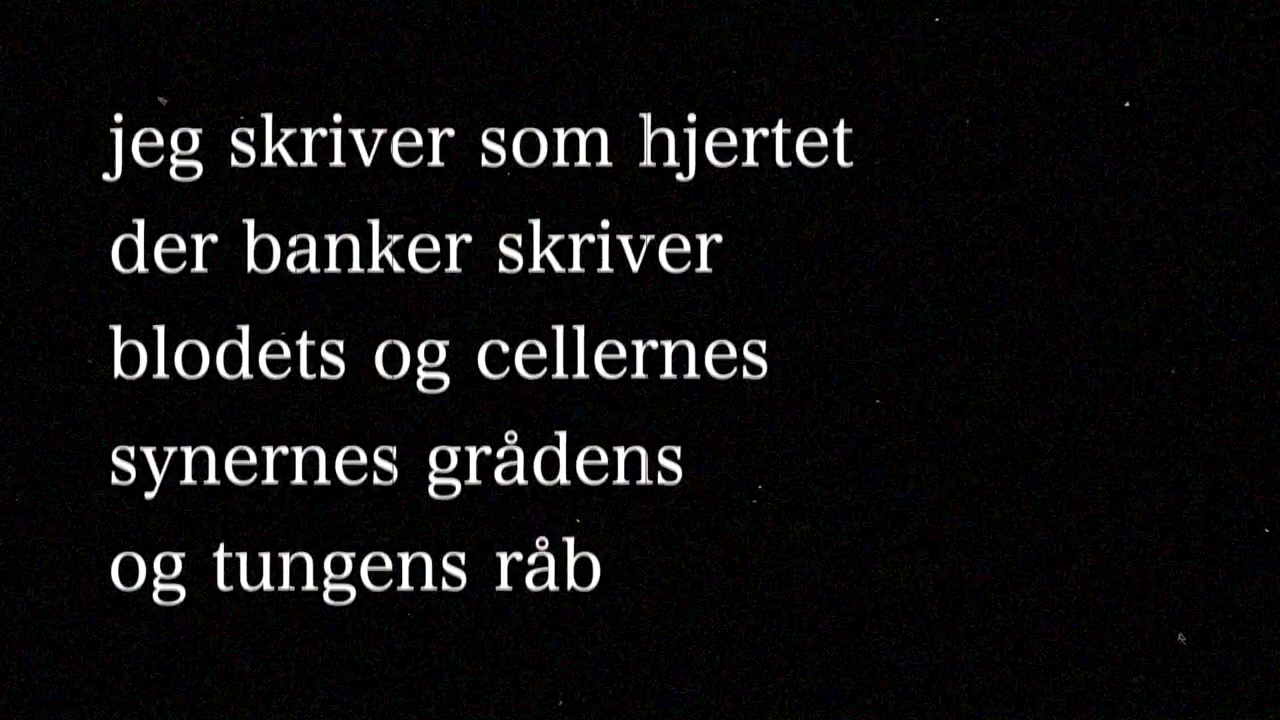 jeg skriver som hjertet
der banker skriver
blodets og cellernes
synernes grådens
og tungens råb